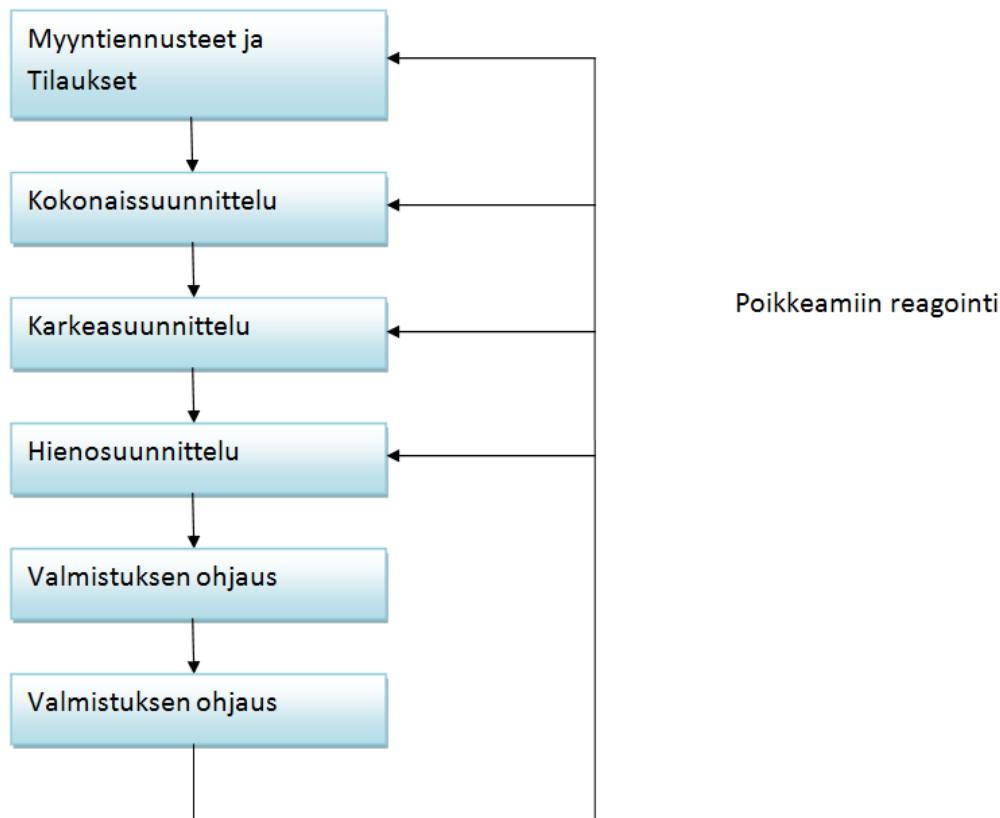 Myyntiennusteet ja
Tilaukset
Kokonaissuunnittelu
Karkeasuunnittelu
Poikkeamiin reagointi
Hienosuunnittelu
Valmistuksen ohjaus
Valmistuksen ohjaus